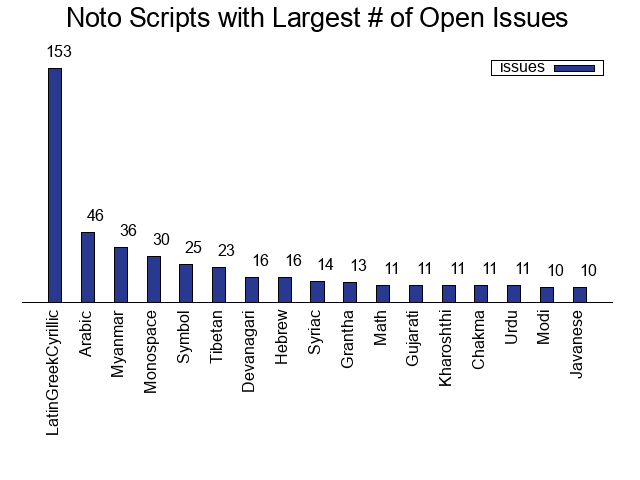 Noto Scripts with Largest # of Open Issues
issues
153
46
36
30
25
23
16
16
14
13
11
11
11
11
11
10
10
LatinGreekCyrillic
Arabic
Myanmar
Monospace
Symbol
Tibetan
Devanagari
Hebrew
Syriac
Grantha
Math
Gujarati
Kharoshthi
Chakma
Urdu
Modi
Javanese